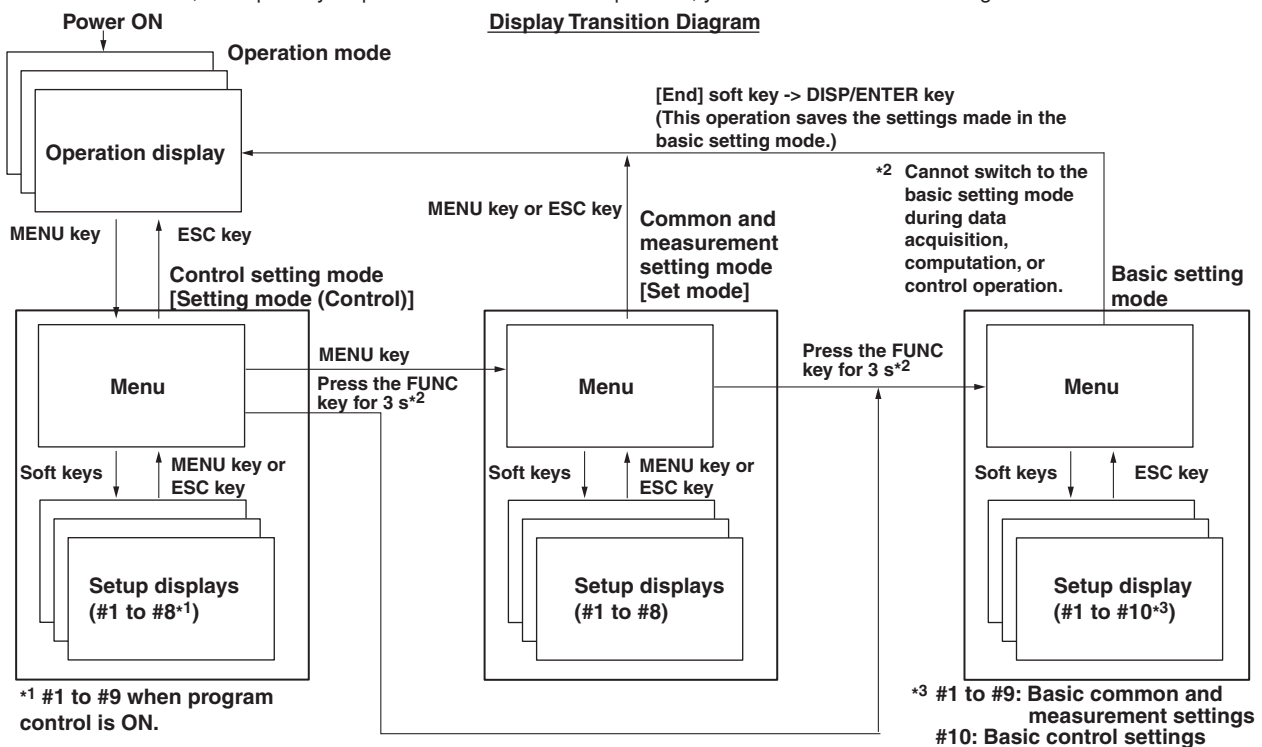 Display Transition Diagram
Power ON
Operation mode
Operation display
[End] soft key -> DISP/ENTER key
(This operation saves the settings made in the
basic setting mode.)
*2 Cannot switch to the
basic setting mode
during data
acquisition,
computation, or
control operation.
MENU key
ESC key
MENU key or ESC key
Control setting mode
[Setting mode (Control)]
Common and
measurement
setting mode
[Set mode]
Basic setting
mode
Menu
MENU key
Press the FUNC
key for 3 s*2
Menu
Press the FUNC
key for 3 s*2
Menu
Soft keys
MENU key or
ESC key
Soft keys
MENU key or
ESC key
Soft keys
ESC key
Setup displays
(#1 to #8*1)
Setup displays
(#1 to #8)
Setup display
(#1 to #10*3)
*1 #1 to #9 when program
control is ON.
*3 #1 to #9: Basic common and
measurement settings
#10: Basic control settings